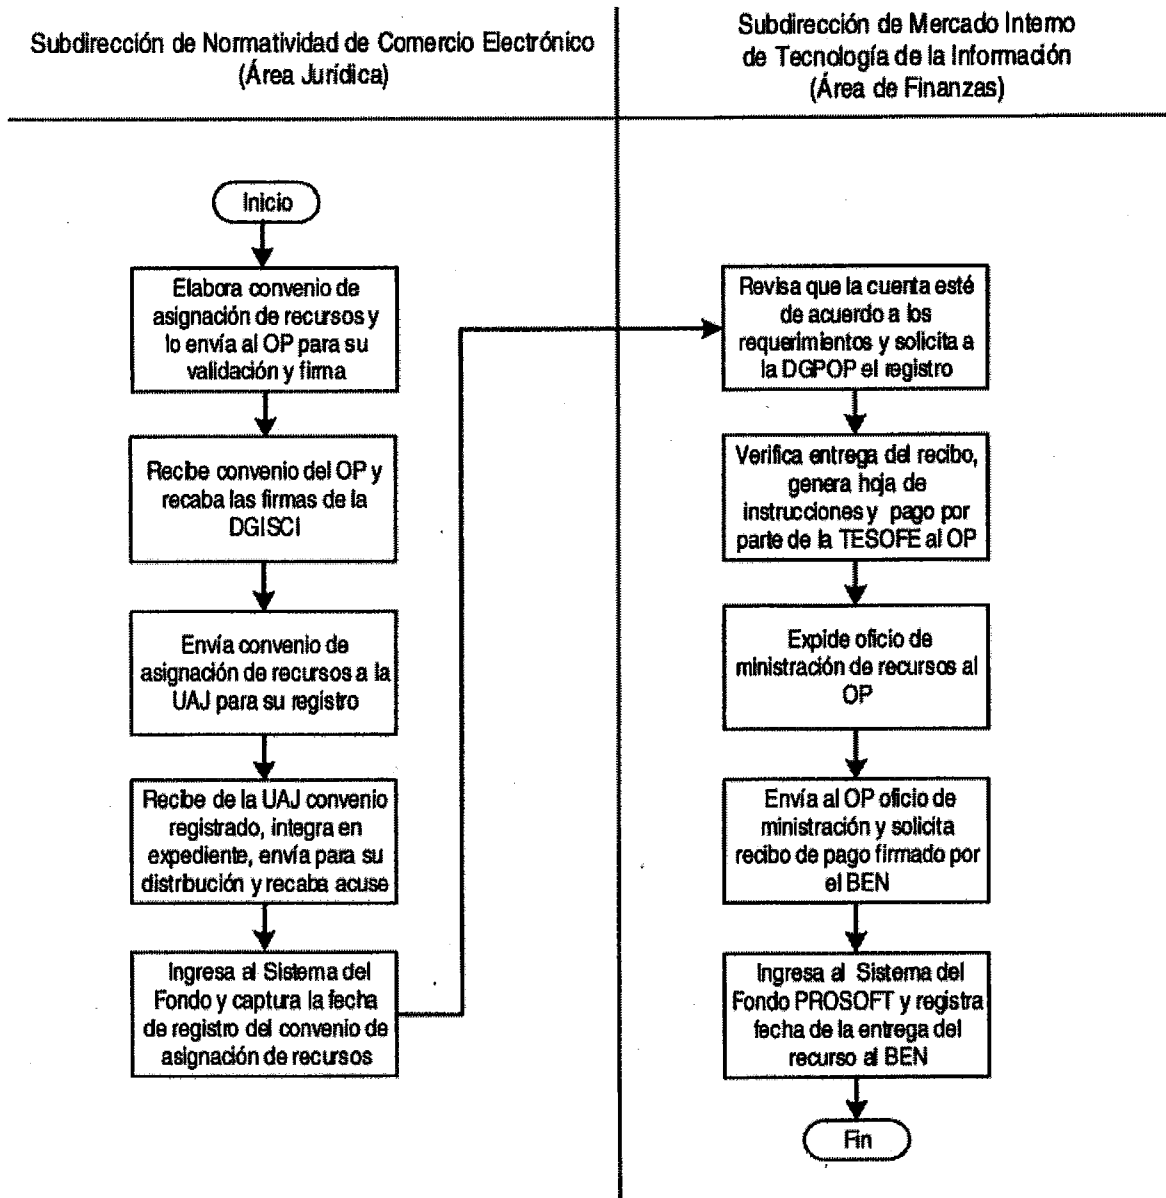 Subdirección de Normatividad de Comercio Electrónico
(Área Jurídica)
Subdirección de Mercado Interno
de Tecnología de la Información
(Área de Finanzas)
Inicio
Elabora convenio de
asignación de recursos y
lo envía al OP para su
validación y firma
Recibe convenio del OP y
recaba las firmas de la
DGISCI
Envía convenio de
asignación de recursos a la
UAJ para su registro
Recibe de la UAJ convenio
registrado, integra en
expediente, envía para su
distribución y recaba acuse
Ingresa al Sistema del
Fondo y captura la fecha
de registro del convenio de
asignación de recursos
Revisa que la cuenta esté
de acuerdo a los
requerimientos y solicita a
la DGPOP el registro
Verifica entrega del recibo,
genera hoja de
instrucciones y pago por
parte de la TESOFE al OP
Expide oficio de
ministración de recursos al
OP
Envía al OP oficio de
ministración y solicita
recibo de pago firmado por
el BEN
Ingresa al Sistema del
Fondo PROSOFT y registra
fecha de la entrega del
recurso al BEN
Fin